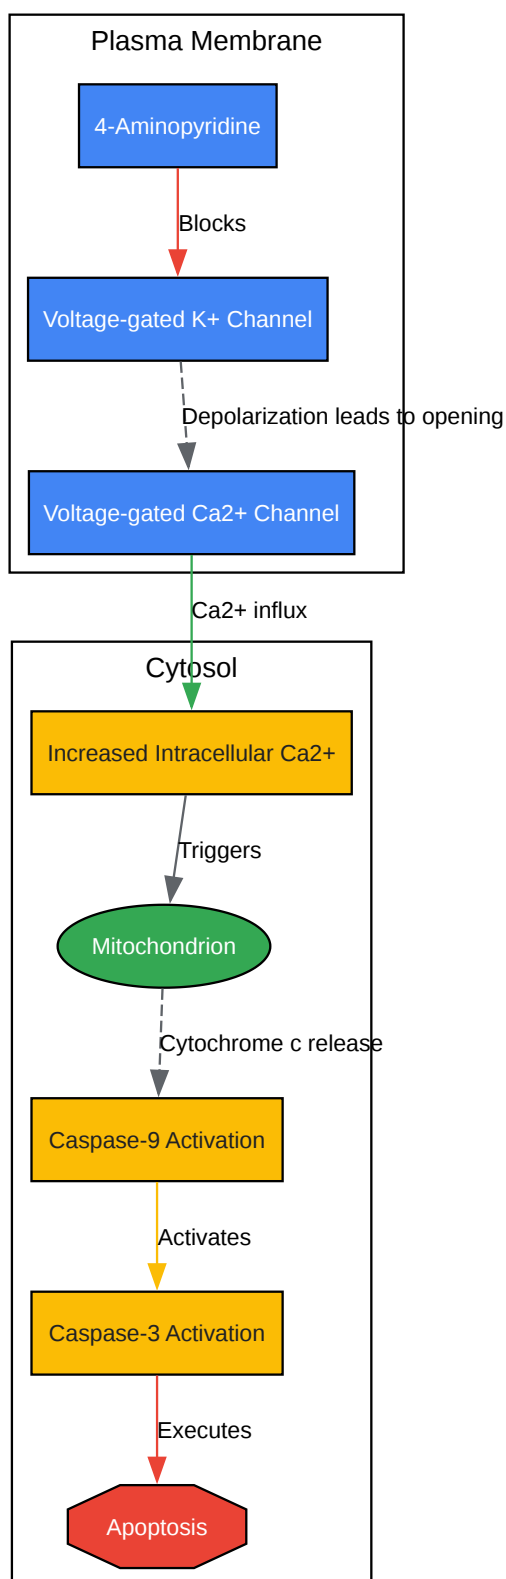 Plasma Membrane
4-Aminopyridine
Blocks
Voltage-gated K+ Channel
Depolarization leads to opening
Voltage-gated Ca2+ Channel
Ca2+ influx
Cytosol
Increased Intracellular Ca2+
Triggers
Mitochondrion
Cytochrome c release
Caspase-9 Activation
Activates
Caspase-3 Activation
Executes
Apoptosis